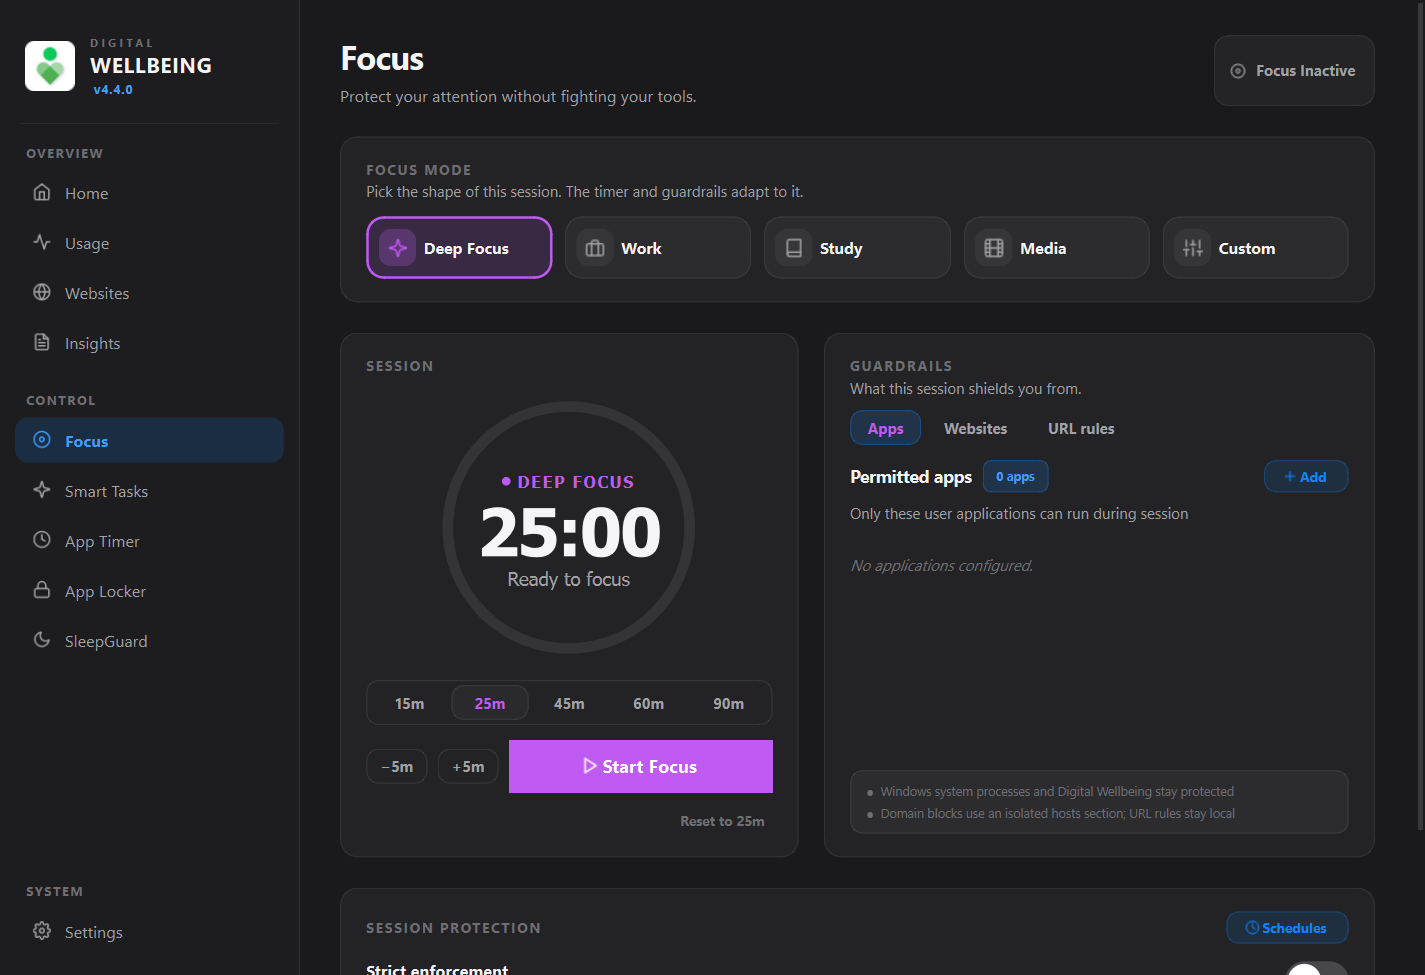 DIGITAL
WELLBEING
v4.4.0
OVERVIEW
Home
Usage
Websites
Insights
CONTROL
Focus
Smart Tasks
App Timer
App Locker
SleepGuard
SYSTEM
Settings
Focus
Protect your attention without fighting your tools.
Focus Inactive
FOCUS MODE
Pick the shape of this session. The timer and guardrails adapt to it.
Deep Focus
Work
Study
Media
Custom
SESSION
DEEP FOCUS
25:00
Ready to focus
15m 25m 45m 60m 90m
−5m +5m Start Focus
Reset to 25m
GUARDRAILS
What this session shields you from.
Apps Websites URL rules
Permitted apps 0 apps + Add
Only these user applications can run during session
No applications configured.
● Windows system processes and Digital Wellbeing stay protected
● Domain blocks use an isolated hosts section; URL rules stay local
SESSION PROTECTION
Schedules
Strict enforcement